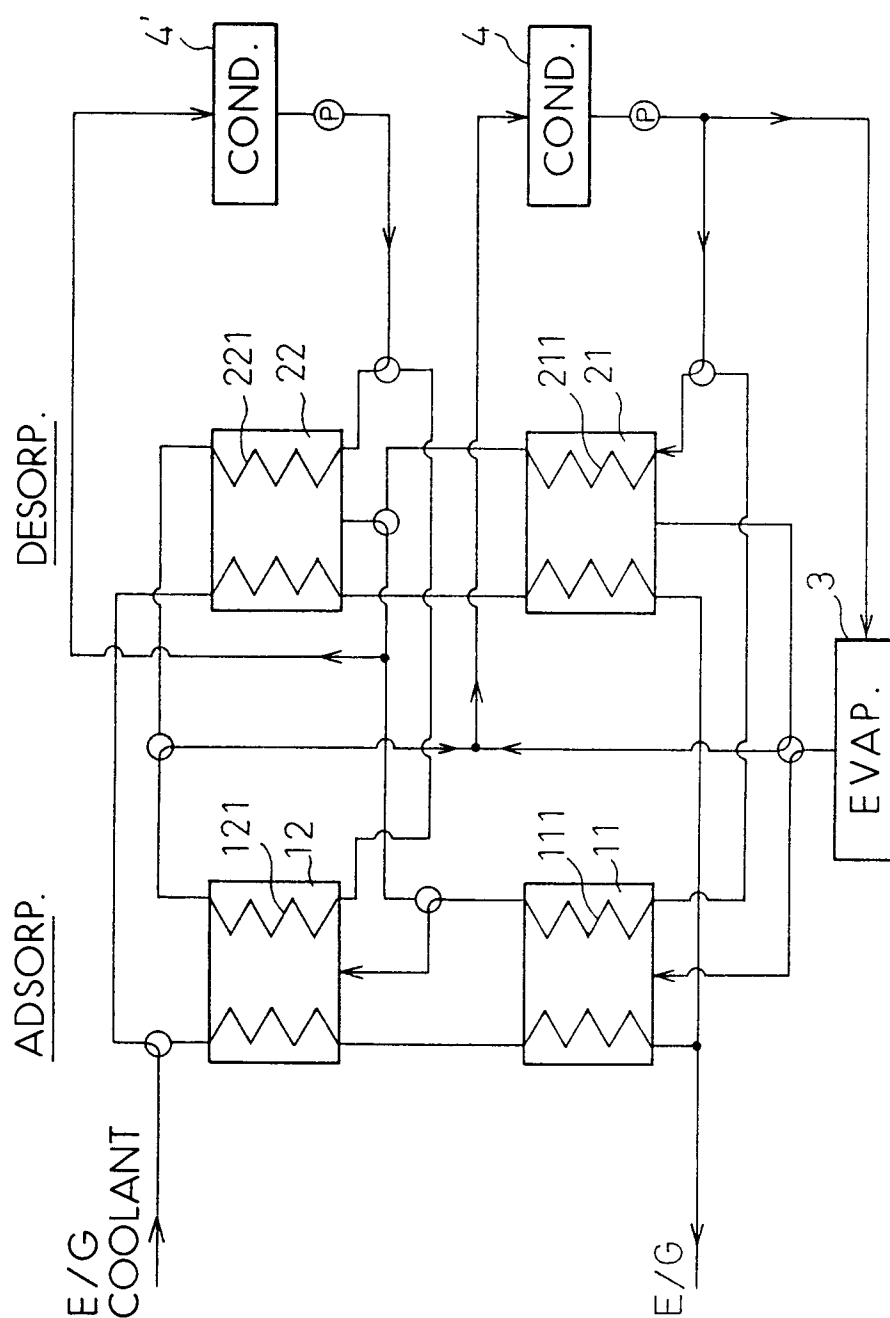 ADSORP.
DESORP.
E/G
COOLANT
121
12
221
22
4'
COND.
P
111
11
211
21
4
COND.
P
E/G
3
EVAP.